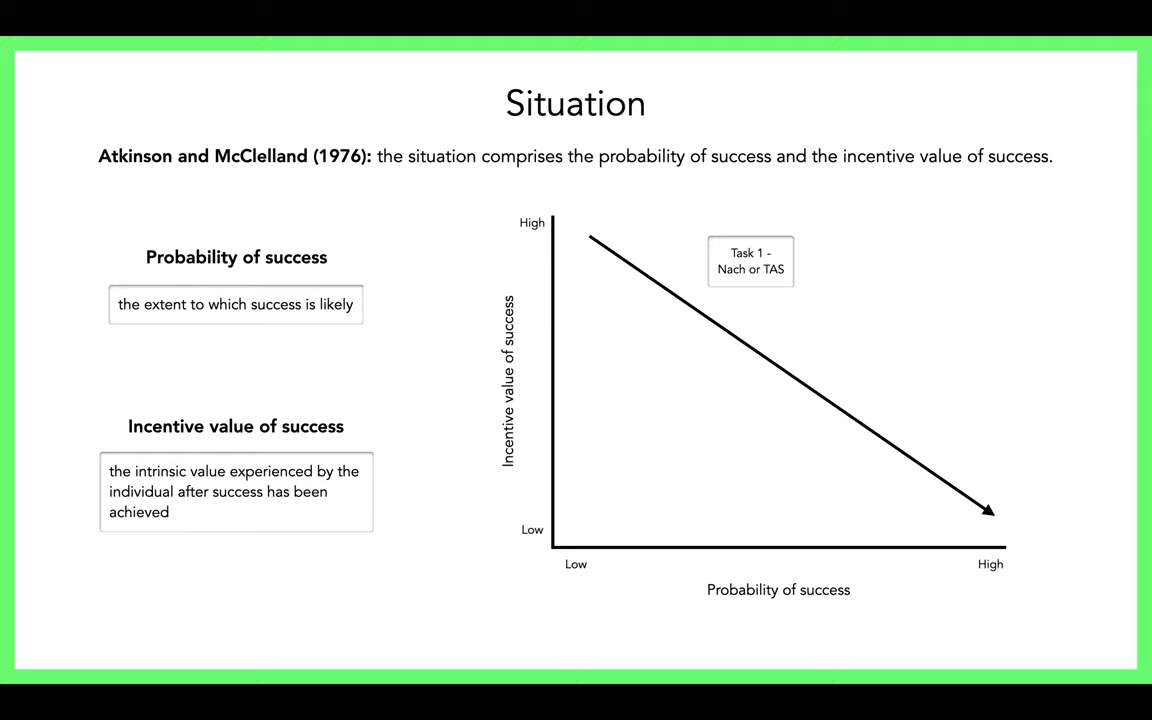 Situation
Atkinson and McClelland (1976): the situation comprises the probability of success and the incentive value of success.
Probability of success
the extent to which success is likely
Incentive value of success
the intrinsic value experienced by the
individual after success has been
achieved
High
Incentive value of success
Low
Task 1 -
Nach or TAS
Low
High
Probability of success